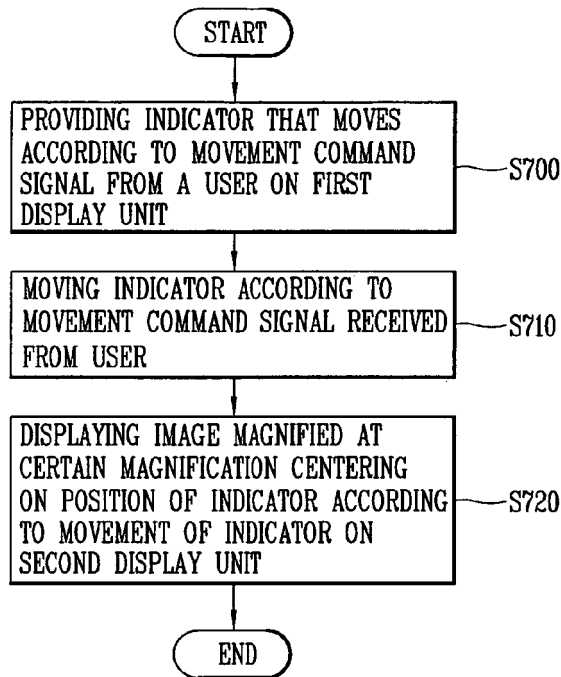 START
PROVIDING INDICATOR THAT MOVES
ACCORDING TO MOVEMENT COMMAND
SIGNAL FROM A USER ON FIRST
DISPLAY UNIT
S700
MOVING INDICATOR ACCORDING TO
MOVEMENT COMMAND SIGNAL RECEIVED
FROM USER
S710
DISPLAYING IMAGE MAGNIFIED AT
CERTAIN MAGNIFICATION CENTERING
ON POSITION OF INDICATOR ACCORDING
TO MOVEMENT OF INDICATOR ON
SECOND DISPLAY UNIT
S720
END